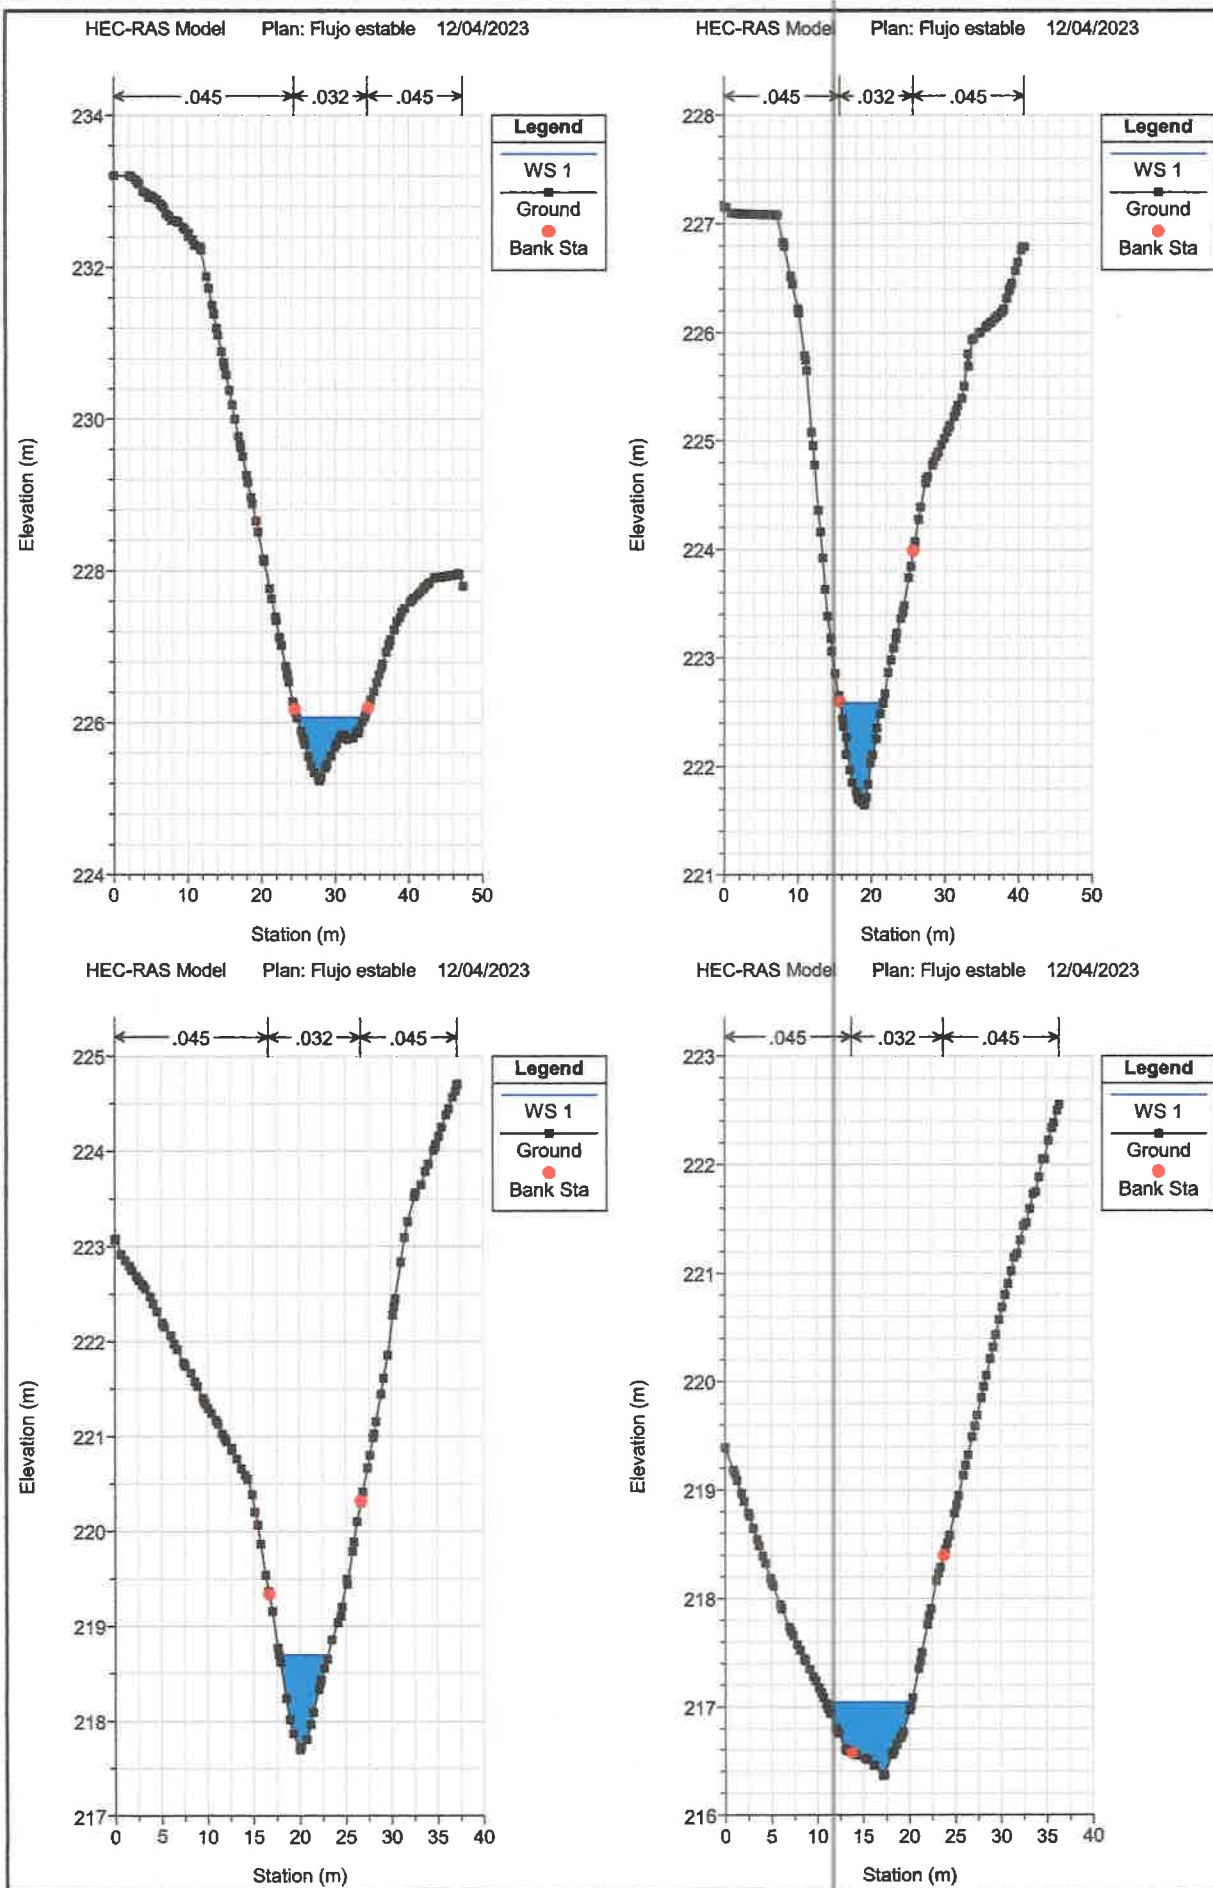 HEC-RAS Model Plan: Flujo estable 12/04/2023
.045 .032 .045
234
232
230
228
226
224
Elevation (m)
0 10 20 30 40 50
Station (m)
Legend
WS 1
Ground
Bank Sta
HEC-RAS Model Plan: Flujo estable 12/04/2023
.045 .032 .045
228
227
226
225
224
223
222
221
Elevation (m)
0 10 20 30 40 50
Station (m)
Legend
WS 1
Ground
Bank Sta
HEC-RAS Model Plan: Flujo estable 12/04/2023
.045 .032 .045
225
224
223
222
221
220
219
218
217
Elevation (m)
0 5 10 15 20 25 30 35 40
Station (m)
Legend
WS 1
Ground
Bank Sta
HEC-RAS Model Plan: Flujo estable 12/04/2023
.045 .032 .045
223
222
221
220
219
218
217
216
Elevation (m)
0 5 10 15 20 25 30 35 40
Station (m)
Legend
WS 1
Ground
Bank Sta